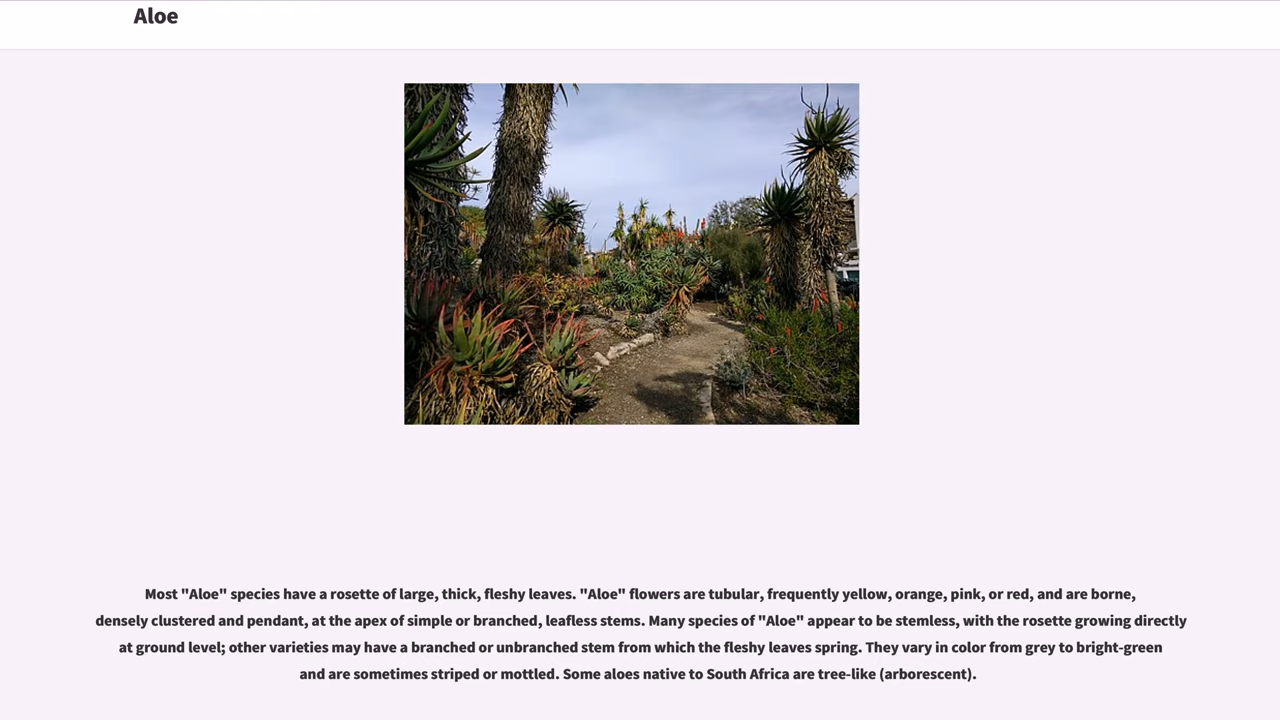 Aloe
Most "Aloe" species have a rosette of large, thick, fleshy leaves. "Aloe" flowers are tubular, frequently yellow, orange, pink, or red, and are borne,
densely clustered and pendant, at the apex of simple or branched, leafless stems. Many species of "Aloe" appear to be stemless, with the rosette growing directly
at ground level; other varieties may have a branched or unbranched stem from which the fleshy leaves spring. They vary in color from grey to bright-green
and are sometimes striped or mottled. Some aloes native to South Africa are tree-like (arborescent).